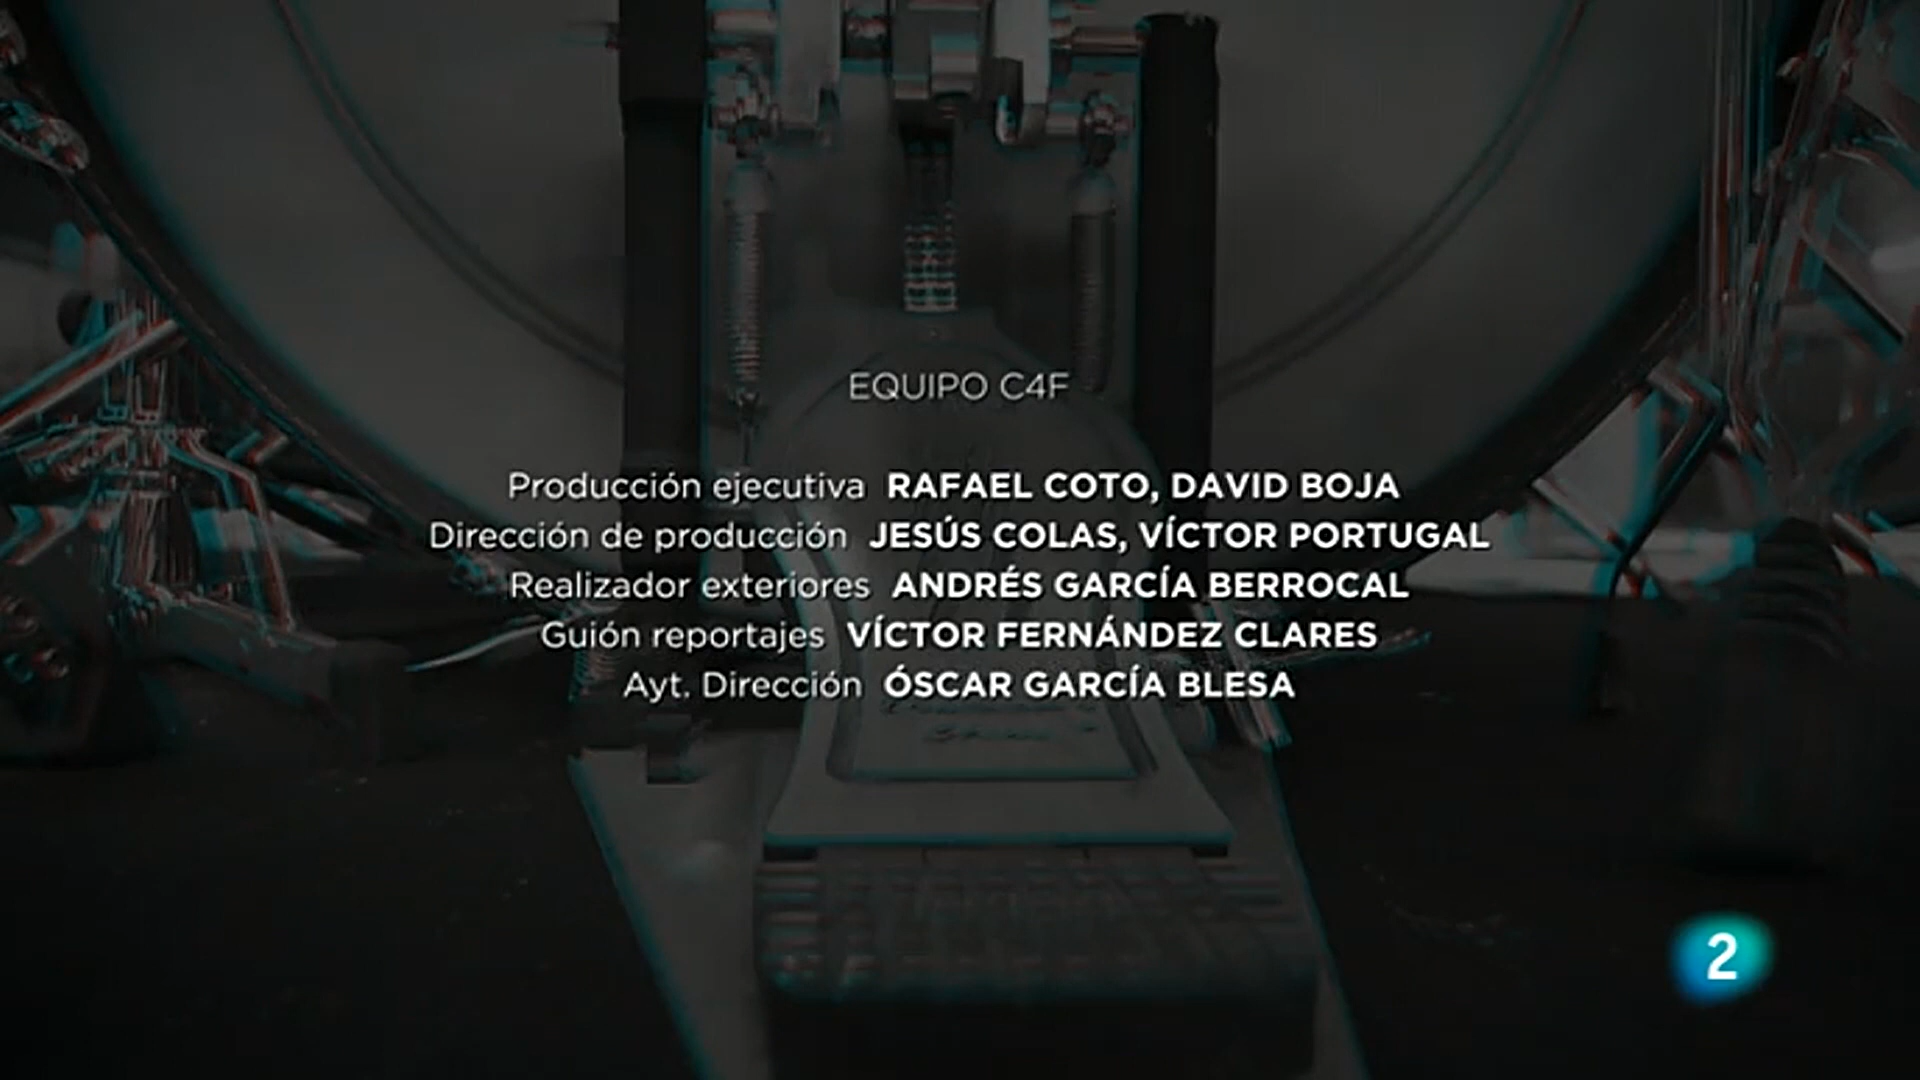 EQUIPO C4F
Producción ejecutiva RAFAEL COTO, DAVID BOJA
Dirección de producción JESÚS COLAS, VÍCTOR PORTUGAL
Realizador exteriores ANDRÉS GARCÍA BERROCAL
Guión reportajes VÍCTOR FERNÁNDEZ CLARES
Ayt. Dirección ÓSCAR GARCÍA BLESA
2